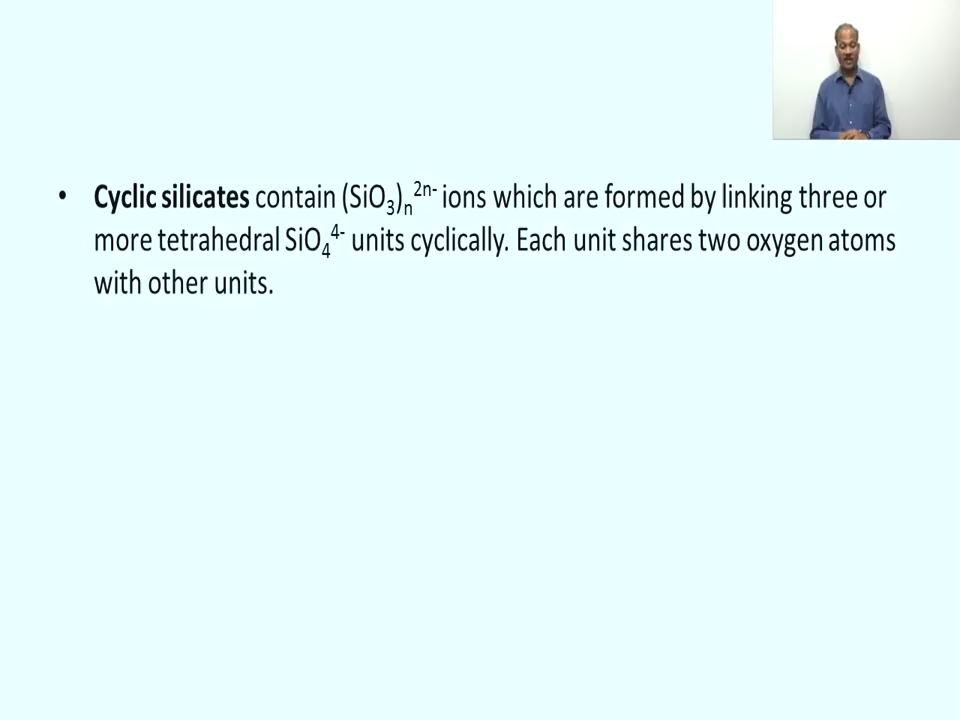 • Cyclic silicates contain (SiO₃)ₙ²ⁿ⁻ ions which are formed by linking three or
more tetrahedral SiO₄⁴⁻ units cyclically. Each unit shares two oxygen atoms
with other units.